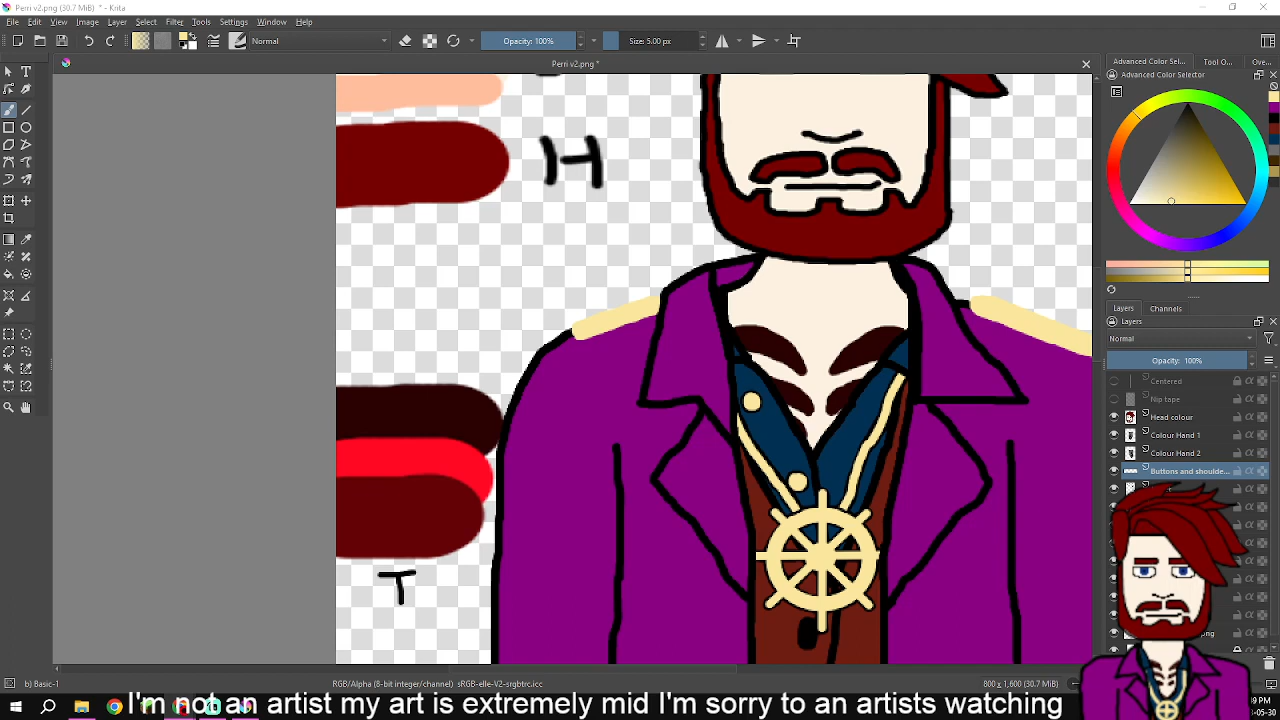 Perri v2.png (30.7 MiB) * - Krita
File Edit View Image Layer Select Filter Tools Settings Window Help
Normal Opacity: 100% Size: 5.00 px
Perri v2.png * Advanced Color Sel... Tool O... Ove...
Advanced Color Selector
H
Layers Channels
Layers
Normal
Opacity: 100%
Centered
Nip tape
Head colour
Colour Hand 1
Colour Hand 2
Buttons and shoulde...
T
b) Basic-1 RGB/Alpha (8-bit integer/channel) sRGB-elle-V2-srgbtrc.icc 800 x 1,600 (30.7 MiB)
I'm not an artist my art is extremely mid I'm sorry to an artists watching